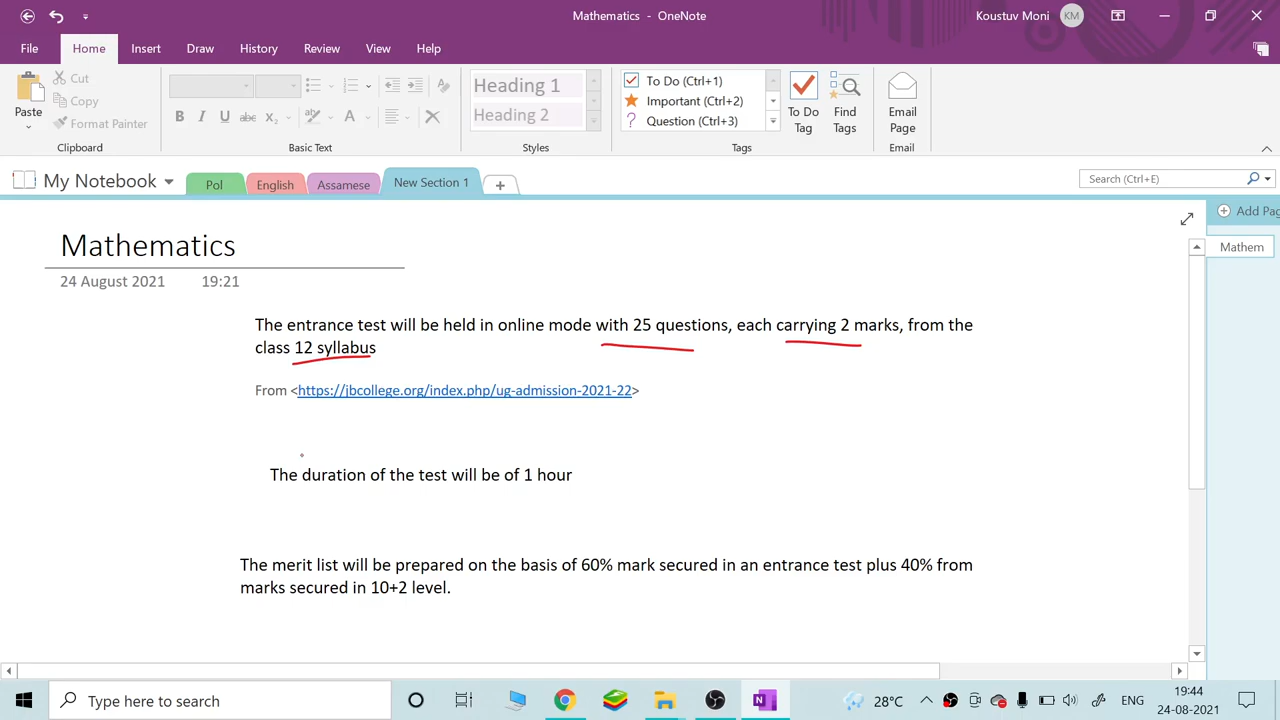 Mathematics - OneNote
Koustuv Moni KM
File Home Insert Draw History Review View Help
Paste
Cut
Copy
Format Painter
Clipboard
B I U abc x₂ A
Basic Text
Heading 1
Heading 2
Styles
To Do (Ctrl+1)
Important (Ctrl+2)
Question (Ctrl+3)
To Do Tag
Find Tags
Tags
Email Page
Email
My Notebook Pol English Assamese New Section 1
Search (Ctrl+E)
Add Pag
Mathem
Mathematics
24 August 2021 19:21
The entrance test will be held in online mode with 25 questions, each carrying 2 marks, from the
class 12 syllabus
From <https://jbcollege.org/index.php/ug-admission-2021-22>
The duration of the test will be of 1 hour
The merit list will be prepared on the basis of 60% mark secured in an entrance test plus 40% from
marks secured in 10+2 level.
Type here to search
28°C ENG 19:44
24-08-2021